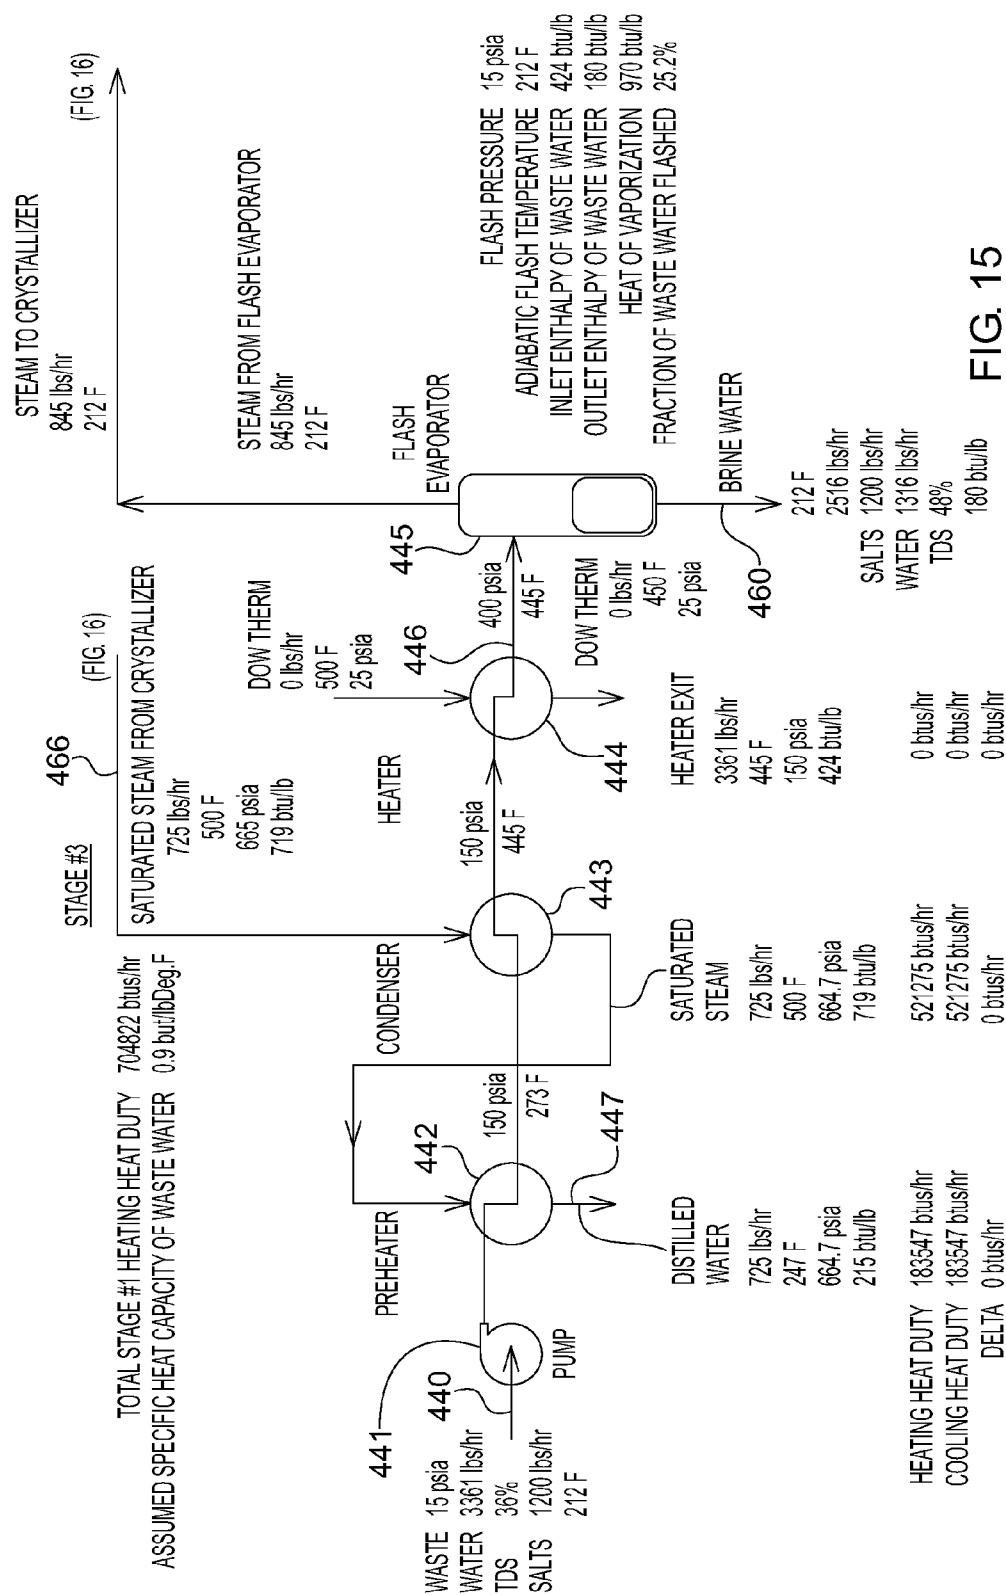 STAGE #3
TOTAL STAGE #1 HEATING HEAT DUTY 704822 btus/hr
ASSUMED SPECIFIC HEAT CAPACITY OF WASTE WATER 0.9 but/lbDeg.F
466
(FIG. 16)
SATURATED STEAM FROM CRYSTALLIZER
725 lbs/hr
500 F
665 psia
719 btu/lb
STEAM TO CRYSTALLIZER
845 lbs/hr
212 F
(FIG. 16)
STEAM FROM FLASH EVAPORATOR
845 lbs/hr
212 F
WASTE 15 psia
WATER 3361 lbs/hr
TDS 36%
SALTS 1200 lbs/hr
212 F
440
441
PUMP
PREHEATER
442
150 psia
273 F
CONDENSER
443
150 psia
445 F
HEATER
DOW THERM
0 lbs/hr
500 F
25 psia
446
444
400 psia
445 F
DOW THERM
0 lbs/hr
450 F
25 psia
FLASH
EVAPORATOR
445
FLASH PRESSURE 15 psia
ADIABATIC FLASH TEMPERATURE 212 F
INLET ENTHALPY OF WASTE WATER 424 btu/lb
OUTLET ENTHALPY OF WASTE WATER 180 btu/lb
HEAT OF VAPORIZATION 970 btu/lb
FRACTION OF WASTE WATER FLASHED 25.2%
BRINE WATER
460
212 F
2516 lbs/hr
SALTS 1200 lbs/hr
WATER 1316 lbs/hr
TDS 48%
180 btu/lb
447
DISTILLED
WATER
725 lbs/hr
247 F
664.7 psia
215 btu/lb
SATURATED
STEAM
725 lbs/hr
500 F
664.7 psia
719 btu/lb
HEATER EXIT
3361 lbs/hr
445 F
150 psia
424 btu/lb
HEATING HEAT DUTY 183547 btus/hr 521275 btus/hr 0 btus/hr
COOLING HEAT DUTY 183547 btus/hr 521275 btus/hr 0 btus/hr
DELTA 0 btus/hr 0 btus/hr 0 btus/hr
FIG. 15